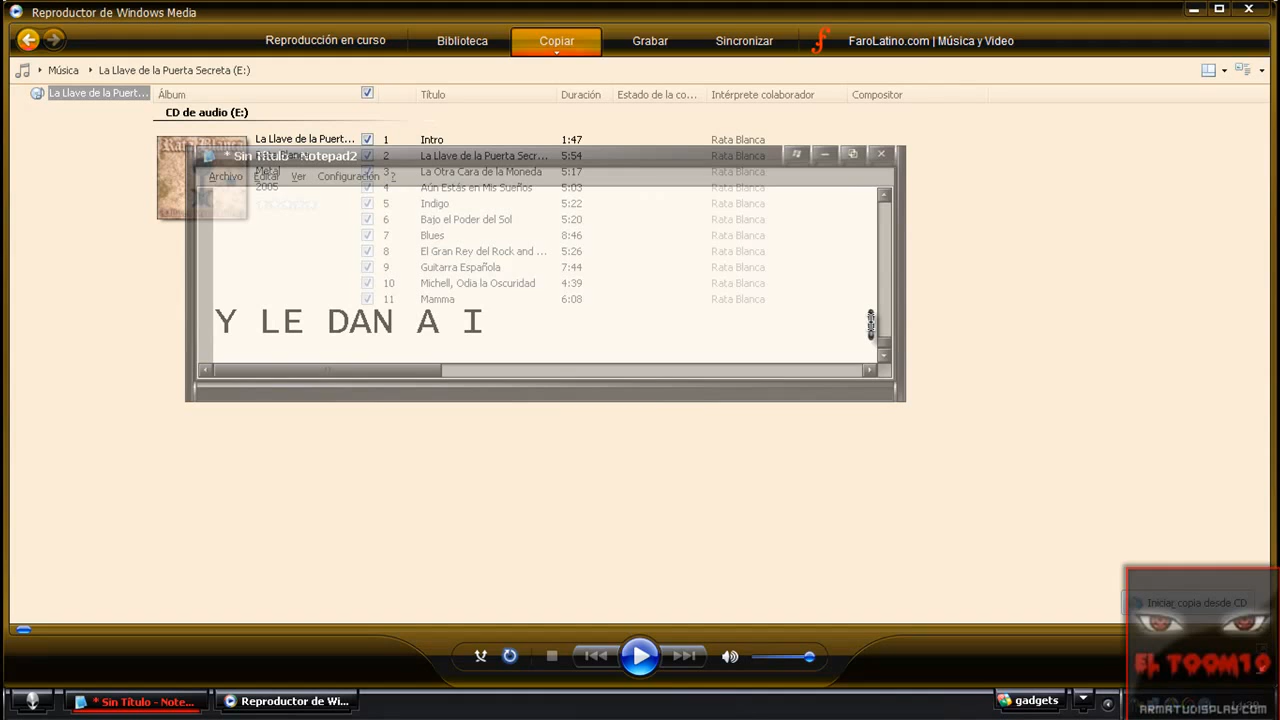 Reproductor de Windows Media
Reproducción en curso Biblioteca Copiar Grabar Sincronizar FaroLatino.com | Música y Video
Música La Llave de la Puerta Secreta (E:)
La Llave de la Puert... Álbum Título Duración Estado de la co... Intérprete colaborador Compositor
CD de audio (E:)
La Llave de la Puert... 1 Intro 1:47 Rata Blanca
Rata Blanca 2 La Llave de la Puerta Secr... 5:54 Rata Blanca
* Sin Título - Notepad2
Metal 3 La Otra Cara de la Moneda 5:17 Rata Blanca
Archivo Editar Ver Configuración ?
2005 4 Aún Estás en Mis Sueños 5:03 Rata Blanca
5 Indigo 5:22 Rata Blanca
6 Bajo el Poder del Sol 5:20 Rata Blanca
7 Blues 8:46 Rata Blanca
8 El Gran Rey del Rock and ... 5:26 Rata Blanca
9 Guitarra Española 7:44 Rata Blanca
10 Michell, Odia la Oscuridad 4:39 Rata Blanca
11 Mamma 6:08 Rata Blanca
Y LE DAN A I
Iniciar copia desde CD
EL TOOM10
* Sin Título - Note... Reproductor de Wi... gadgets
ARMATUDISPLAY.COM